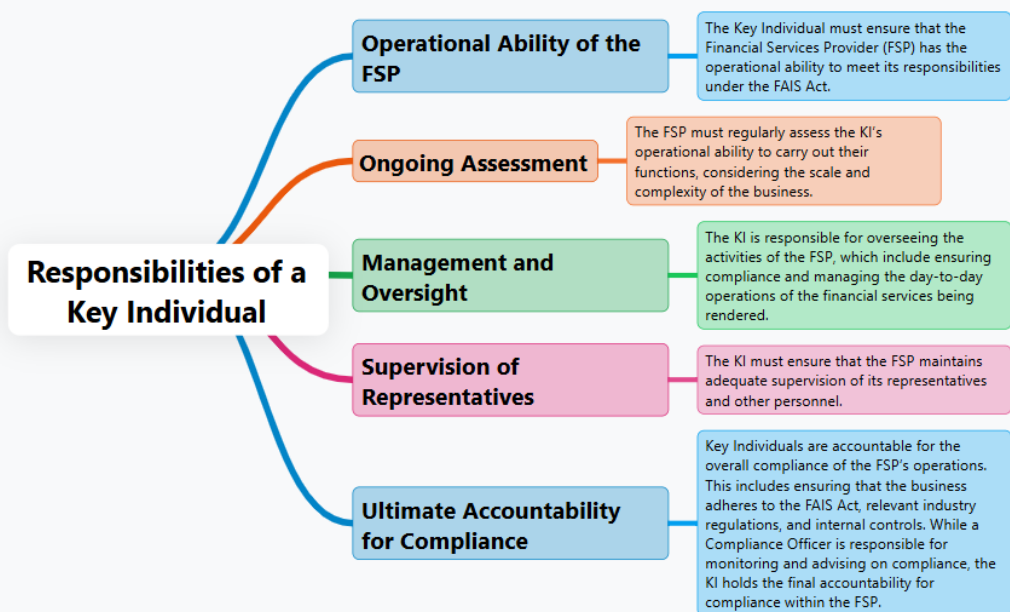 Responsibilities of a
Key Individual
Operational Ability of the
FSP
The Key Individual must ensure that the
Financial Services Provider (FSP) has the
operational ability to meet its responsibilities
under the FAIS Act.
Ongoing Assessment
The FSP must regularly assess the KI's
operational ability to carry out their
functions, considering the scale and
complexity of the business.
Management and
Oversight
The KI is responsible for overseeing the
activities of the FSP, which include ensuring
compliance and managing the day-to-day
operations of the financial services being
rendered.
Supervision of
Representatives
The KI must ensure that the FSP maintains
adequate supervision of its representatives
and other personnel.
Ultimate Accountability
for Compliance
Key Individuals are accountable for the
overall compliance of the FSP's operations.
This includes ensuring that the business
adheres to the FAIS Act, relevant industry
regulations, and internal controls. While a
Compliance Officer is responsible for
monitoring and advising on compliance, the
KI holds the final accountability for
compliance within the FSP.